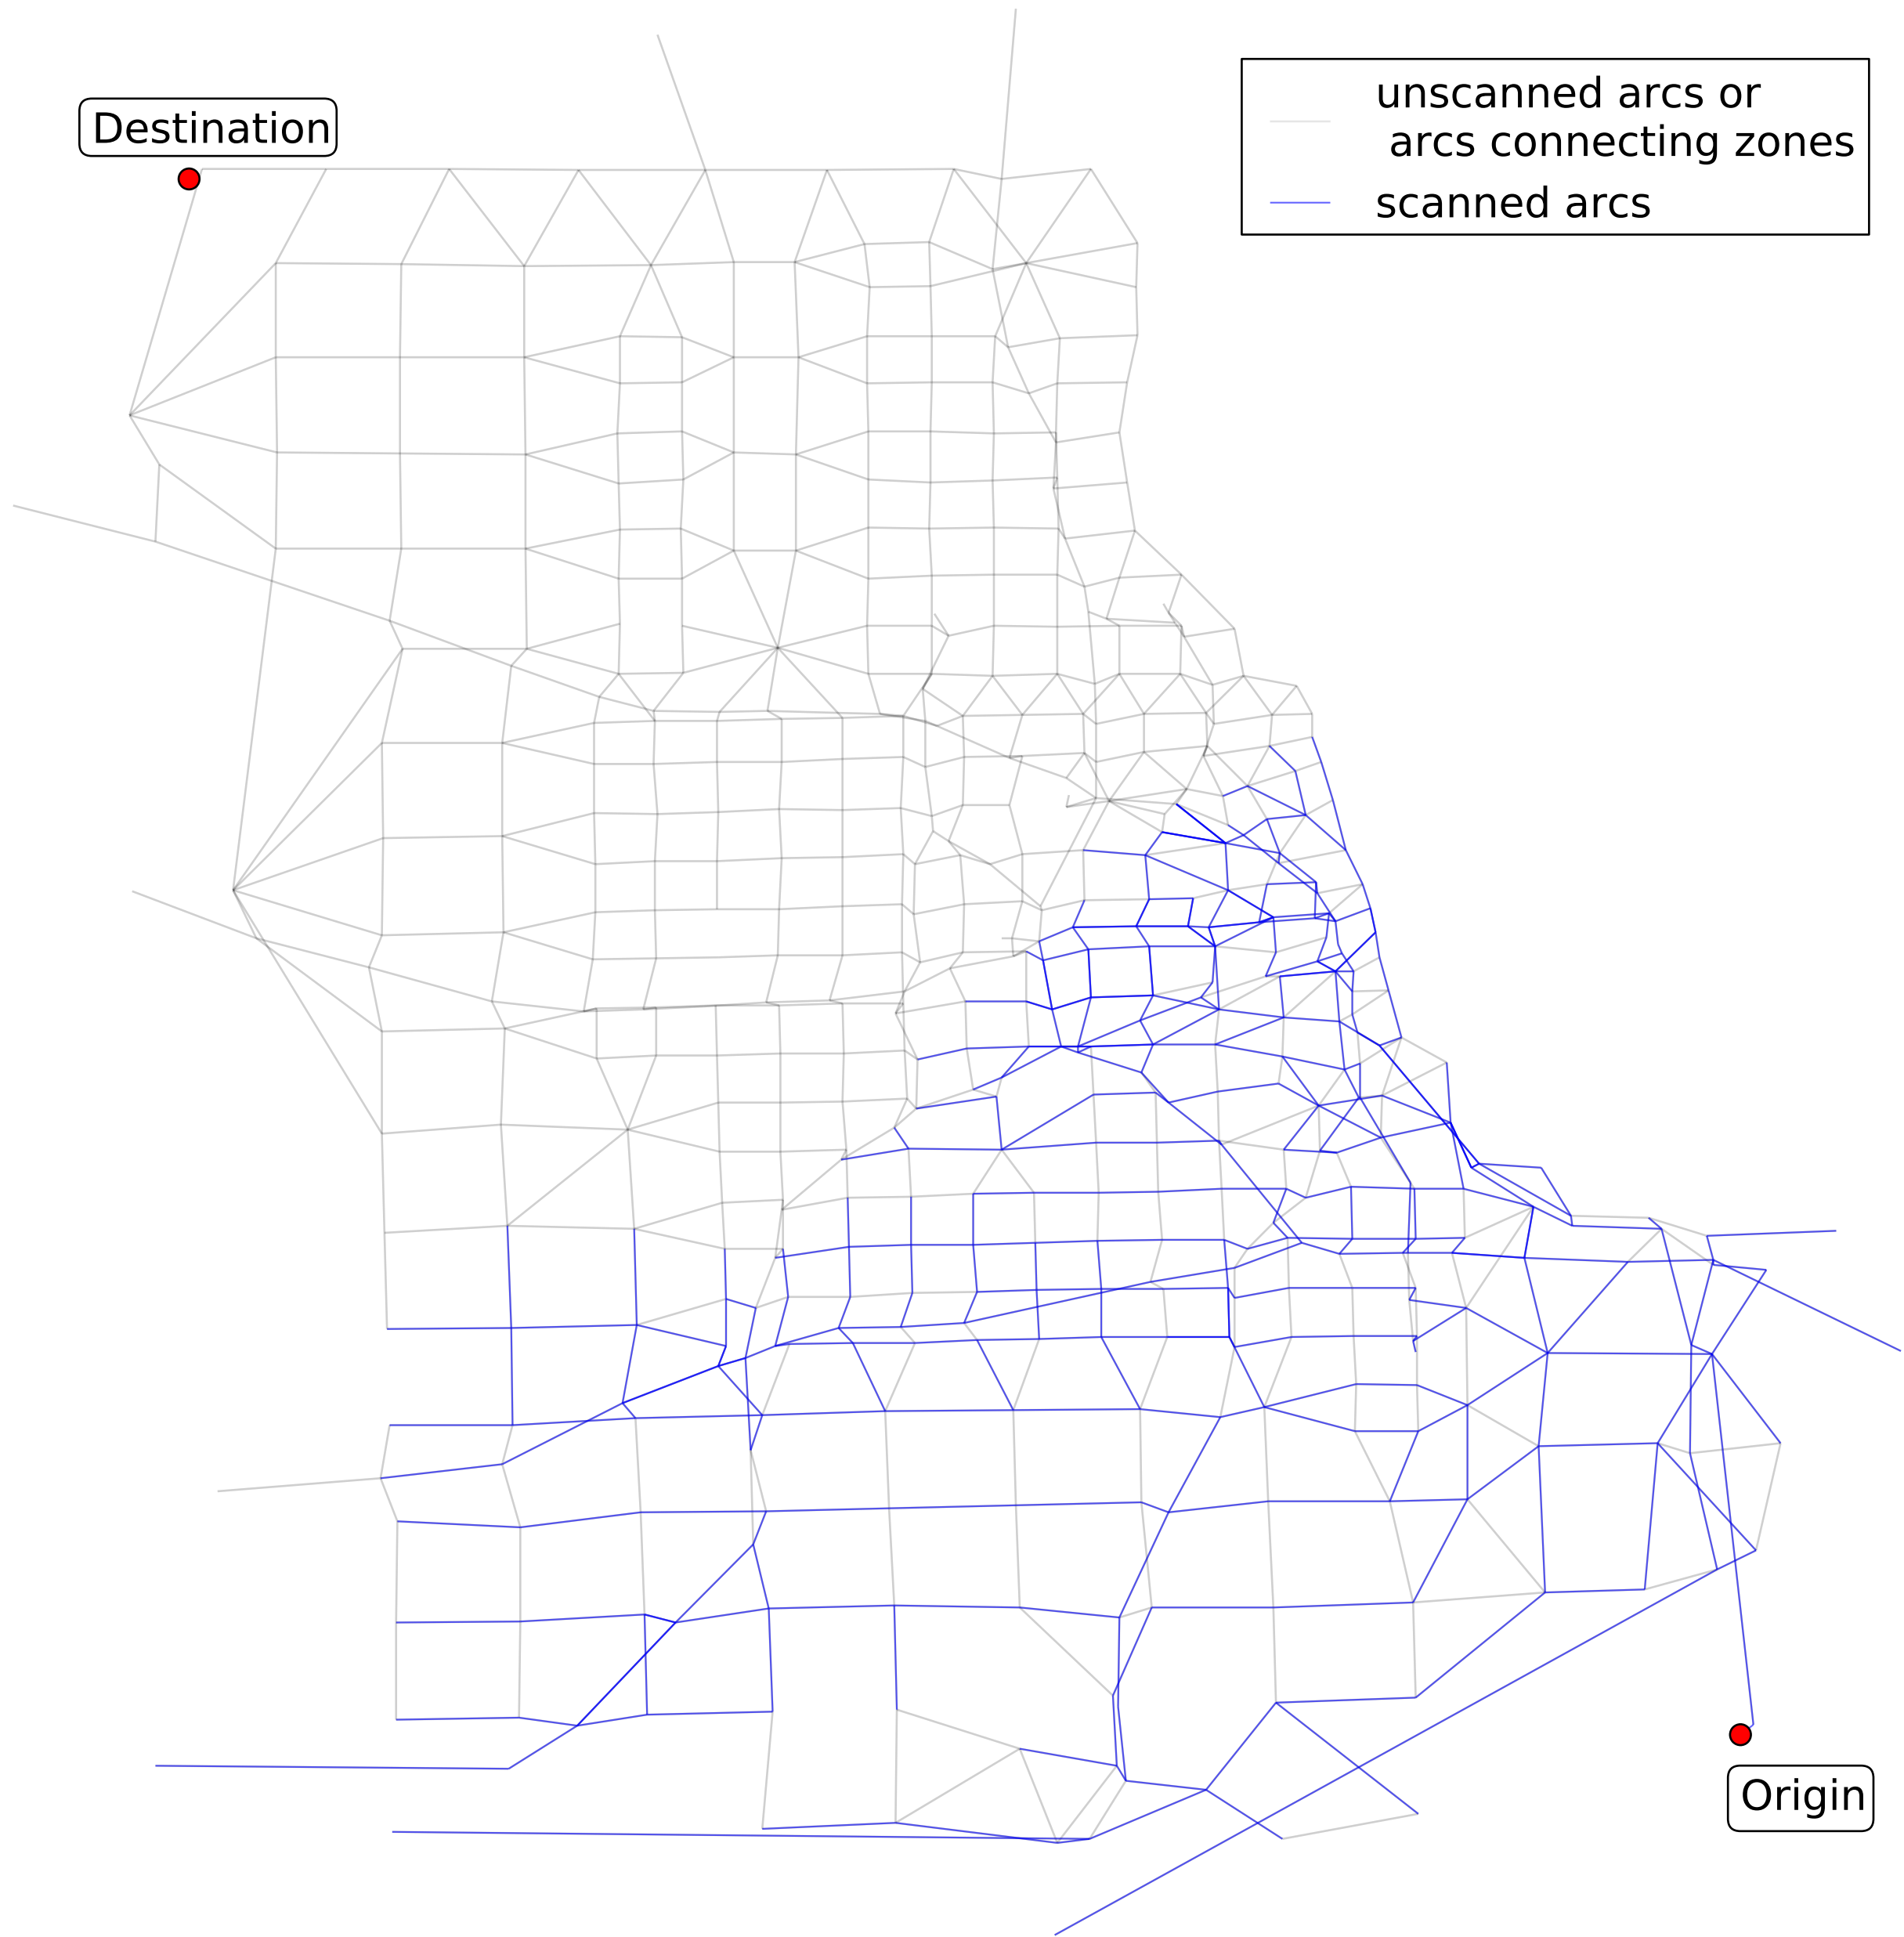 Destination
unscanned arcs or
arcs connecting zones
scanned arcs
Origin